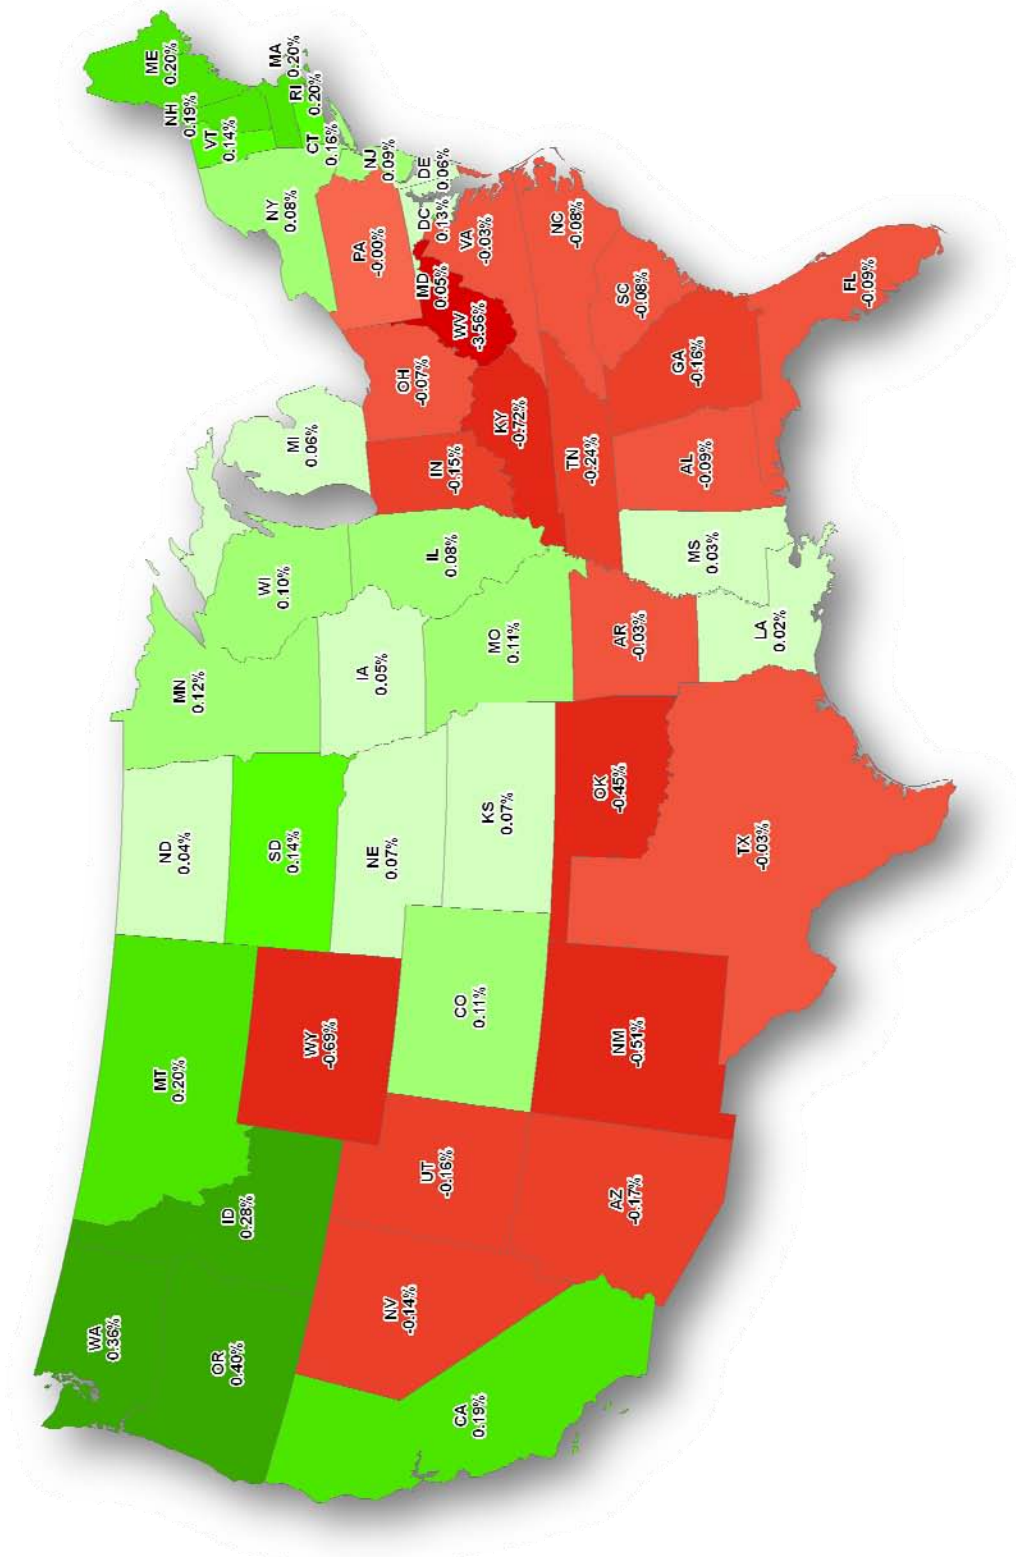 WA
0.36%
OR
0.40%
CA
0.19%
ID
0.28%
NV
-0.14%
MT
0.20%
WY
-0.69%
UT
-0.16%
AZ
-0.17%
CO
0.11%
NM
-0.51%
ND
0.04%
SD
0.14%
NE
0.07%
KS
0.07%
OK
-0.45%
TX
-0.03%
MN
0.12%
IA
0.05%
MO
0.11%
AR
-0.03%
LA
0.02%
WI
0.10%
IL
0.08%
MS
0.03%
MI
0.06%
IN
-0.15%
KY
-0.72%
TN
-0.24%
AL
-0.09%
OH
-0.07%
WV
-3.56%
GA
-0.16%
FL
-0.09%
SC
-0.08%
NC
-0.08%
VA
-0.03%
MD
0.05%
DC
0.13%
DE
0.06%
PA
-0.00%
NJ
0.09%
NY
0.08%
CT
0.16%
RI
0.20%
MA
0.20%
VT
0.14%
NH
0.19%
ME
0.20%